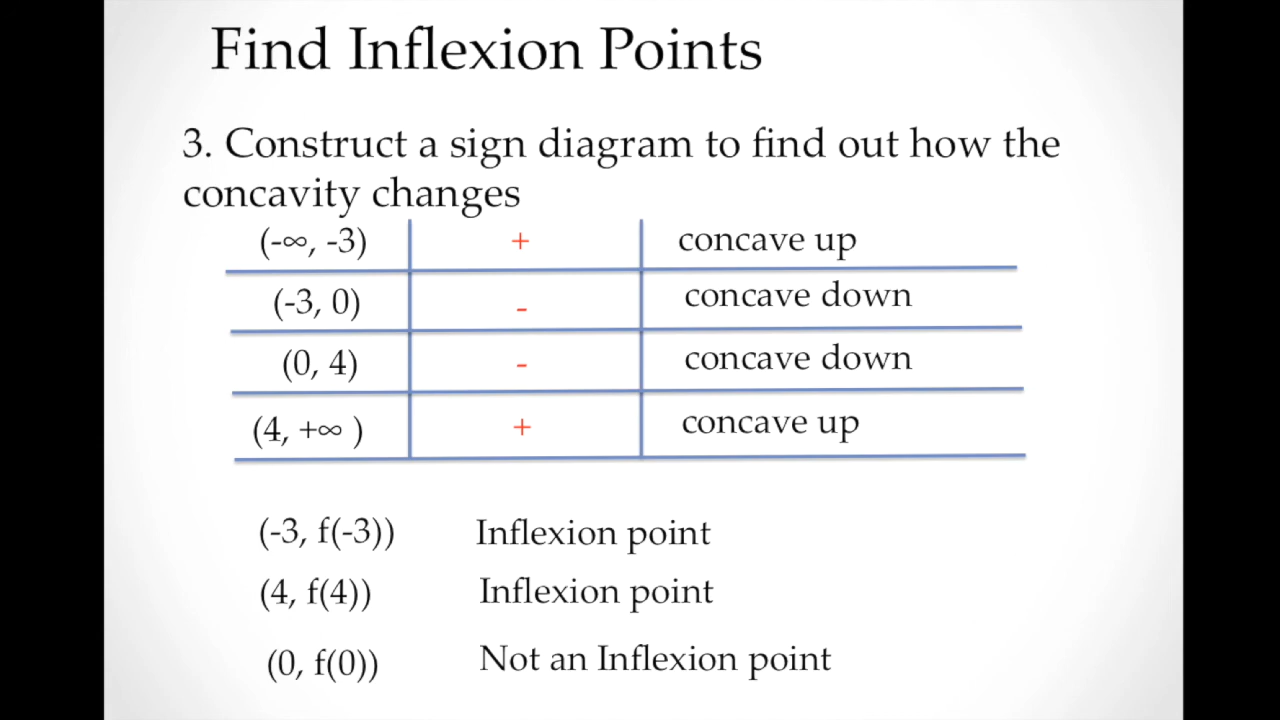 Find Inflexion Points
3. Construct a sign diagram to find out how the
concavity changes
(-∞, -3) + concave up
(-3, 0) - concave down
(0, 4) - concave down
(4, +∞ ) + concave up
(-3, f(-3)) Inflexion point
(4, f(4)) Inflexion point
(0, f(0)) Not an Inflexion point